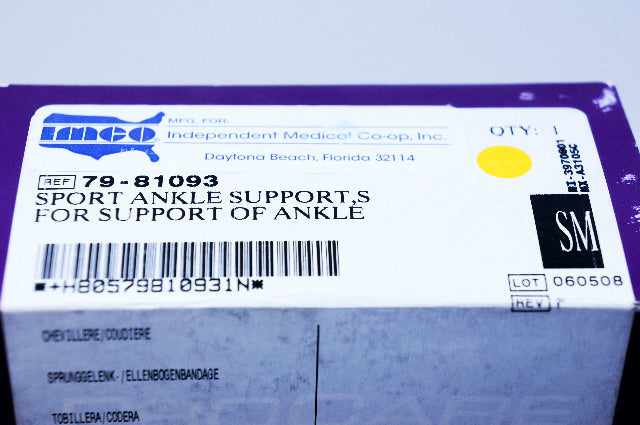 imco
MFG. FOR:
Independent Medical Co-op, Inc.
Daytona Beach, Florida 32114
QTY: 1
REF 79-81093
SPORT ANKLE SUPPORT,S
FOR SUPPORT OF ANKLE
SM
*+H80579810931N*
LOT 060508
REV
CHEVILLERE/COUDIERE
SPRUNGGELENK-/ELLENBOGENBANDAGE
TOBILLERA/CODERA